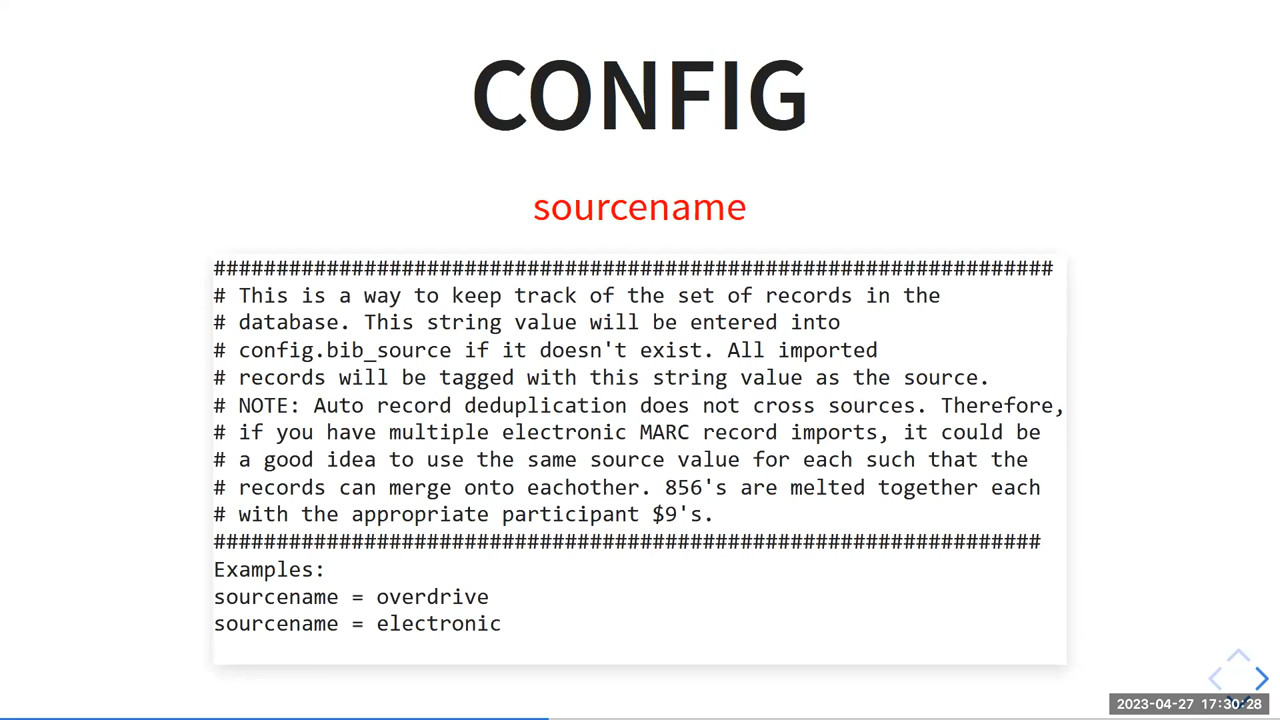 CONFIG
sourcename
###################################################################
# This is a way to keep track of the set of records in the
# database. This string value will be entered into
# config.bib_source if it doesn't exist. All imported
# records will be tagged with this string value as the source.
# NOTE: Auto record deduplication does not cross sources. Therefore,
# if you have multiple electronic MARC record imports, it could be
# a good idea to use the same source value for each such that the
# records can merge onto eachother. 856's are melted together each
# with the appropriate participant $9's.
##################################################################
Examples:
sourcename = overdrive
sourcename = electronic
2023-04-27 17:30:28